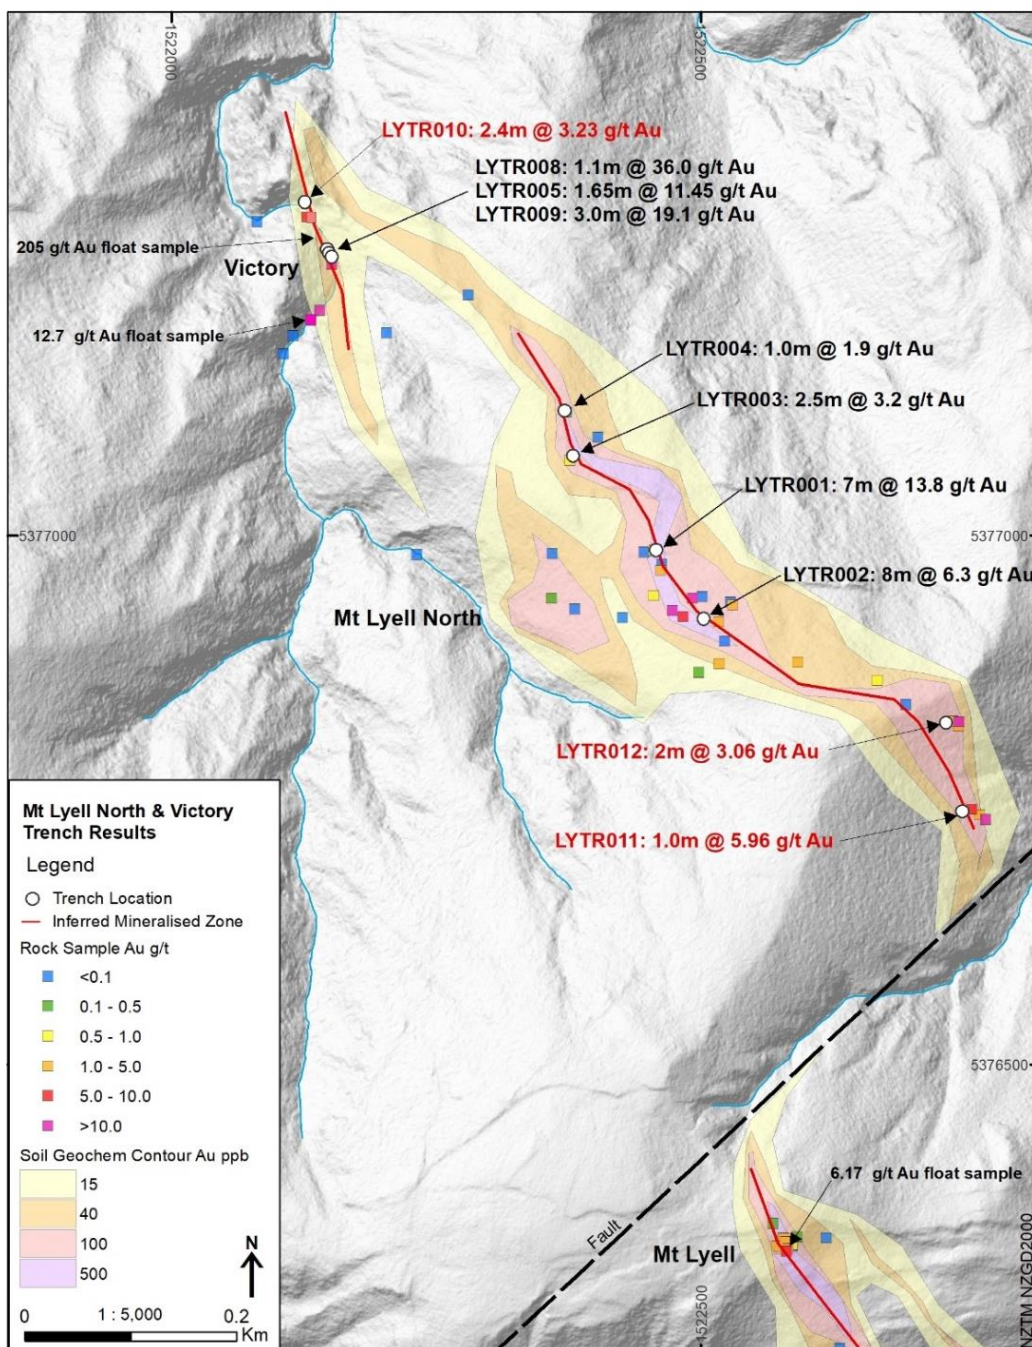 1522000
1522500
LYTR010: 2.4m @ 3.23 g/t Au
LYTR008: 1.1m @ 36.0 g/t Au
LYTR005: 1.65m @ 11.45 g/t Au
LYTR009: 3.0m @ 19.1 g/t Au
205 g/t Au float sample
Victory
12.7 g/t Au float sample
LYTR004: 1.0m @ 1.9 g/t Au
LYTR003: 2.5m @ 3.2 g/t Au
LYTR001: 7m @ 13.8 g/t Au
5377000
5377000
LYTR002: 8m @ 6.3 g/t Au
Mt Lyell North
LYTR012: 2m @ 3.06 g/t Au
LYTR011: 1.0m @ 5.96 g/t Au
Mt Lyell North & Victory
Trench Results
Legend
Trench Location
Inferred Mineralised Zone
Rock Sample Au g/t
<0.1
0.1 - 0.5
0.5 - 1.0
1.0 - 5.0
5.0 - 10.0
>10.0
Soil Geochem Contour Au ppb
15
40
100
500
N
0 1 : 5,000 0.2
Km
5376500
6.17 g/t Au float sample
Fault
Mt Lyell
1522500
NZTM NZGD2000